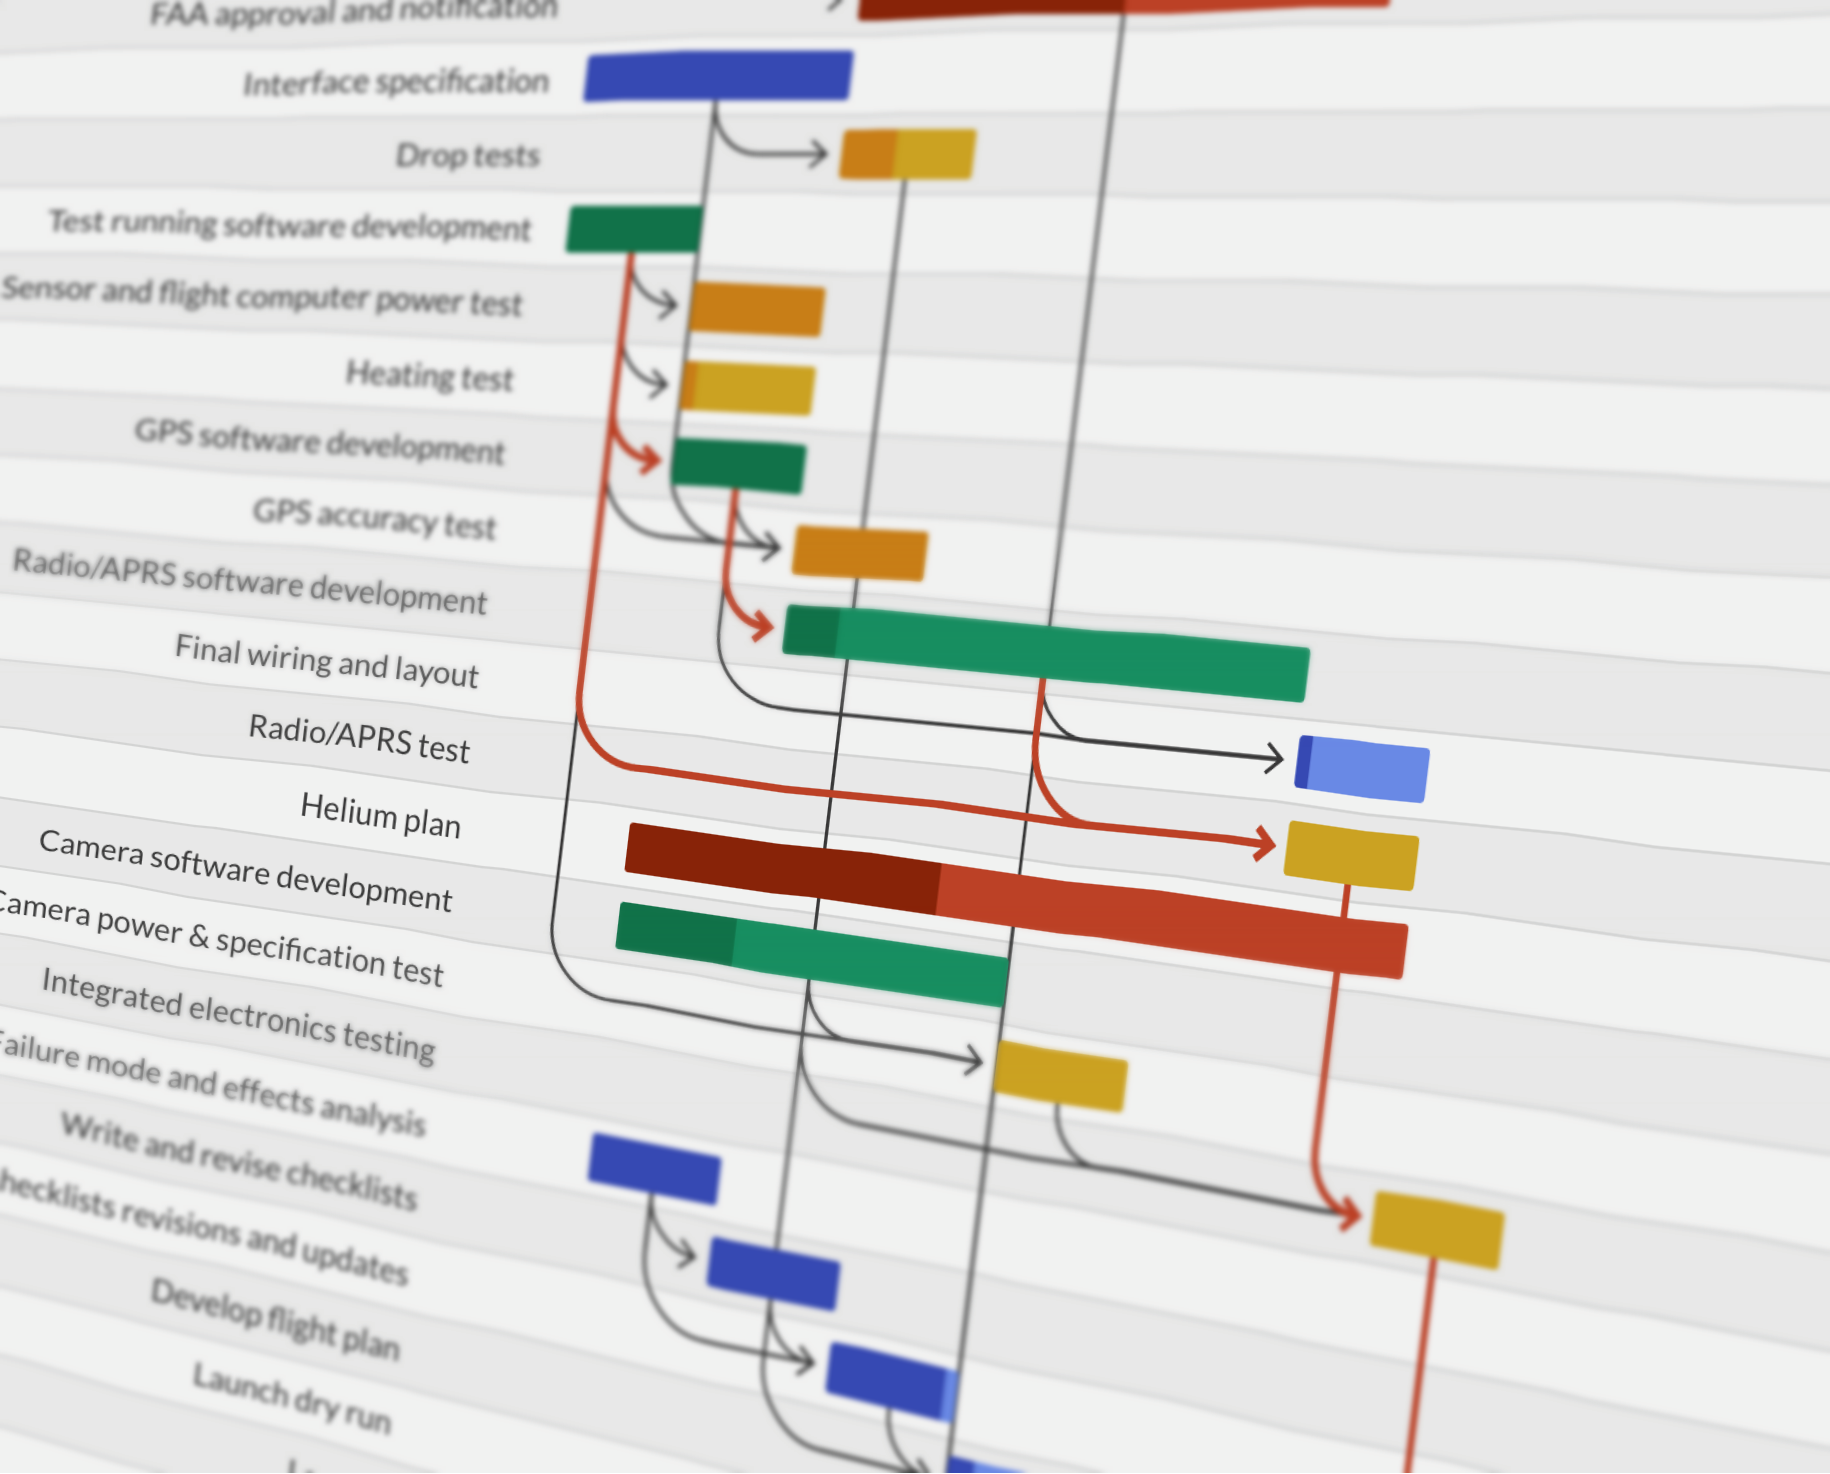 FAA approval and notification
Interface specification
Drop tests
Test running software development
Sensor and flight computer power test
Heating test
GPS software development
GPS accuracy test
Radio/APRS software development
Final wiring and layout
Radio/APRS test
Helium plan
Camera software development
Camera power & specification test
Integrated electronics testing
Failure mode and effects analysis
Write and revise checklists
hecklists revisions and updates
Develop flight plan
Launch dry run